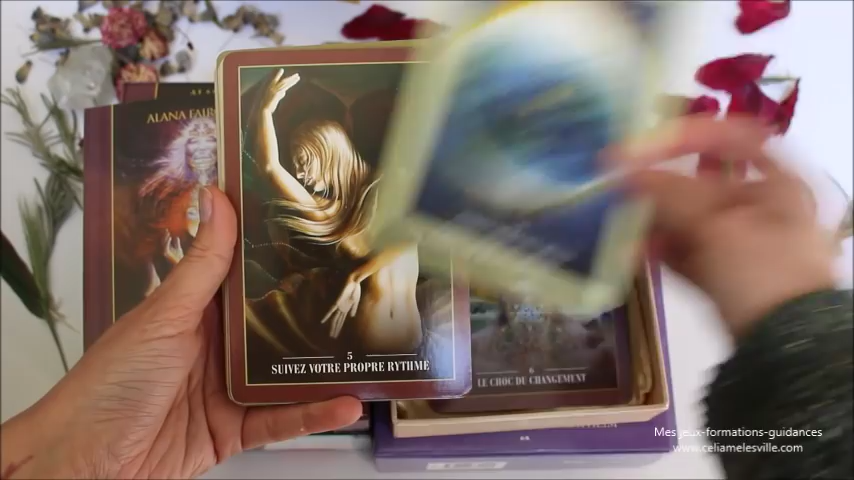 ALANA FAIR
5
SUIVEZ VOTRE PROPRE RYTHME
6
LE CHOC DU CHANGEMENT
Mes-jeux-formations-guidances
www.celiamelesville.com